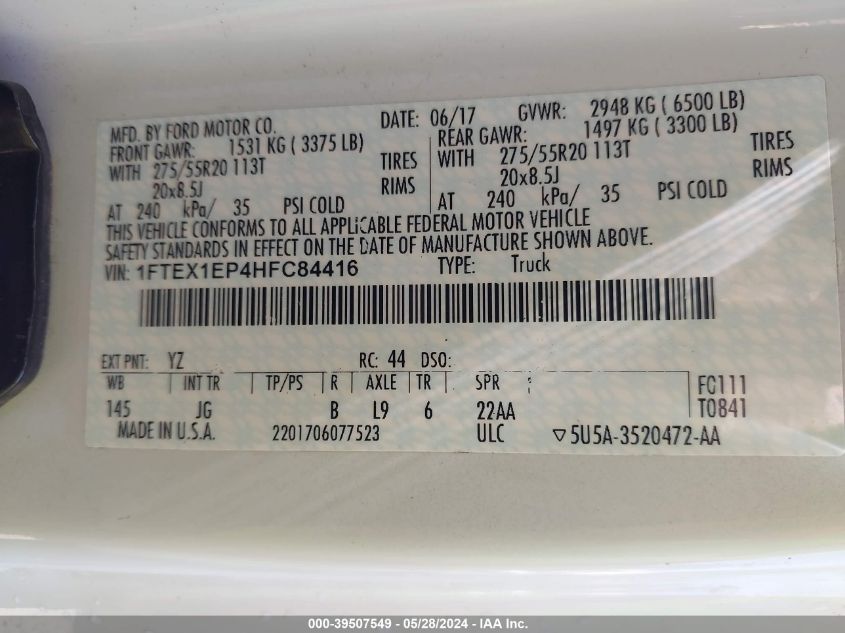 MFD. BY FORD MOTOR CO. DATE: 06/17 GVWR: 2948 KG ( 6500 LB)
FRONT GAWR: 1531 KG ( 3375 LB) REAR GAWR: 1497 KG ( 3300 LB)
WITH 275/55R20 113T TIRES WITH 275/55R20 113T TIRES
20x8.5J RIMS 20x8.5J RIMS
AT 240 kPa/ 35 PSI COLD AT 240 kPa/ 35 PSI COLD
THIS VEHICLE CONFORMS TO ALL APPLICABLE FEDERAL MOTOR VEHICLE
SAFETY STANDARDS IN EFFECT ON THE DATE OF MANUFACTURE SHOWN ABOVE.
VIN: 1FTEX1EP4HFC84416 TYPE: Truck
EXT PNT: YZ RC: 44 DSO:
WB INT TR TP/PS R AXLE TR SPR FC111
145 JG B L9 6 22AA T0841
MADE IN U.S.A. 2201706077523 ULC ▽5U5A-3520472-AA
000-39507549 - 05/28/2024 - IAA Inc.